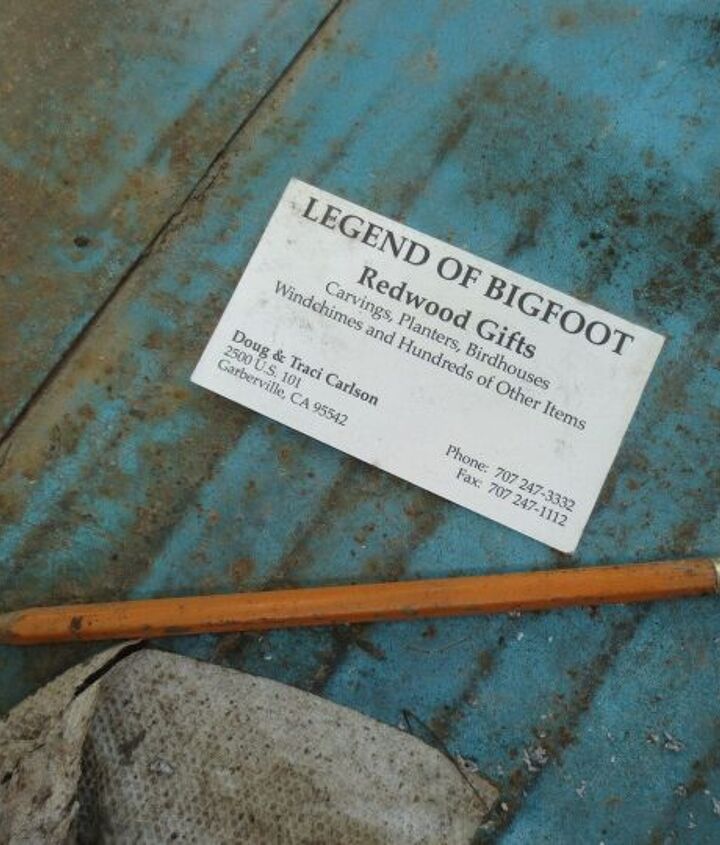 LEGEND OF BIGFOOT
Redwood Gifts
Carvings, Planters, Birdhouses
Windchimes and Hundreds of Other Items
Doug & Traci Carlson
2500 U.S. 101
Garberville, CA 95542
Phone: 707 247-3332
Fax: 707 247-1112